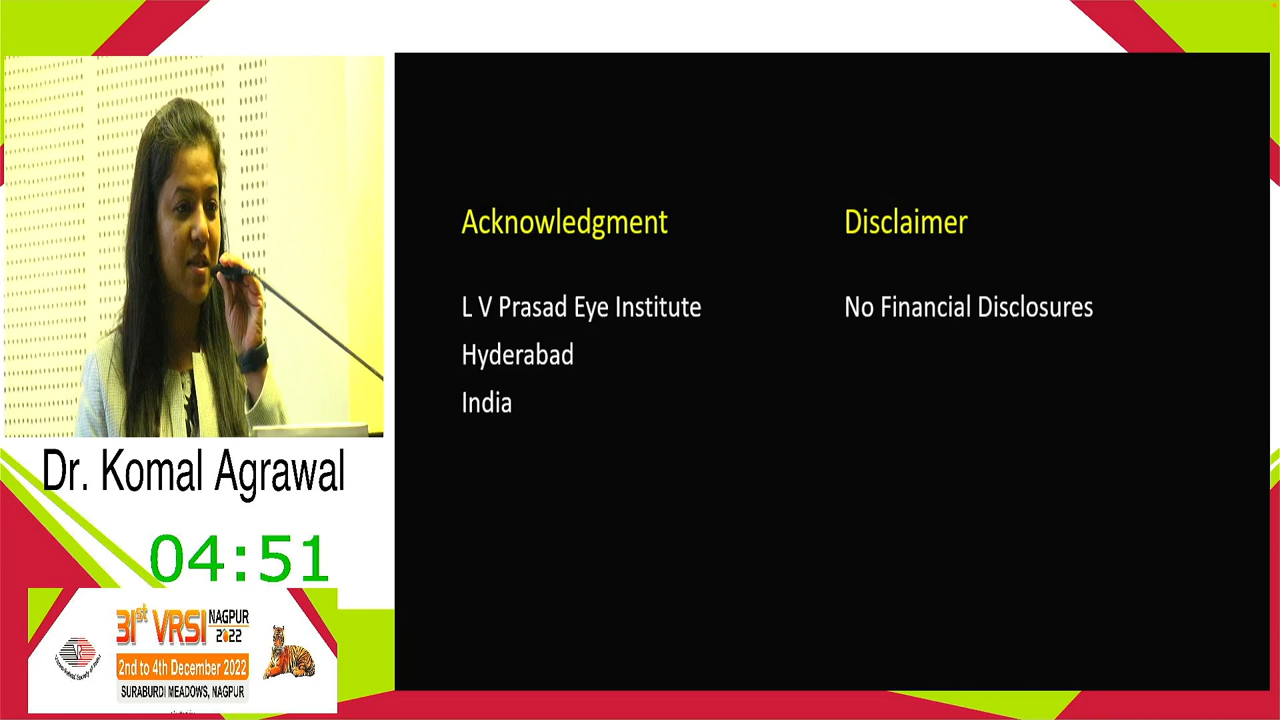 Acknowledgment
L V Prasad Eye Institute
Hyderabad
India
Disclaimer
No Financial Disclosures
Dr. Komal Agrawal
04:51
31st VRSI NAGPUR 2022
2nd to 4th December 2022
SURABURDI MEADOWS, NAGPUR